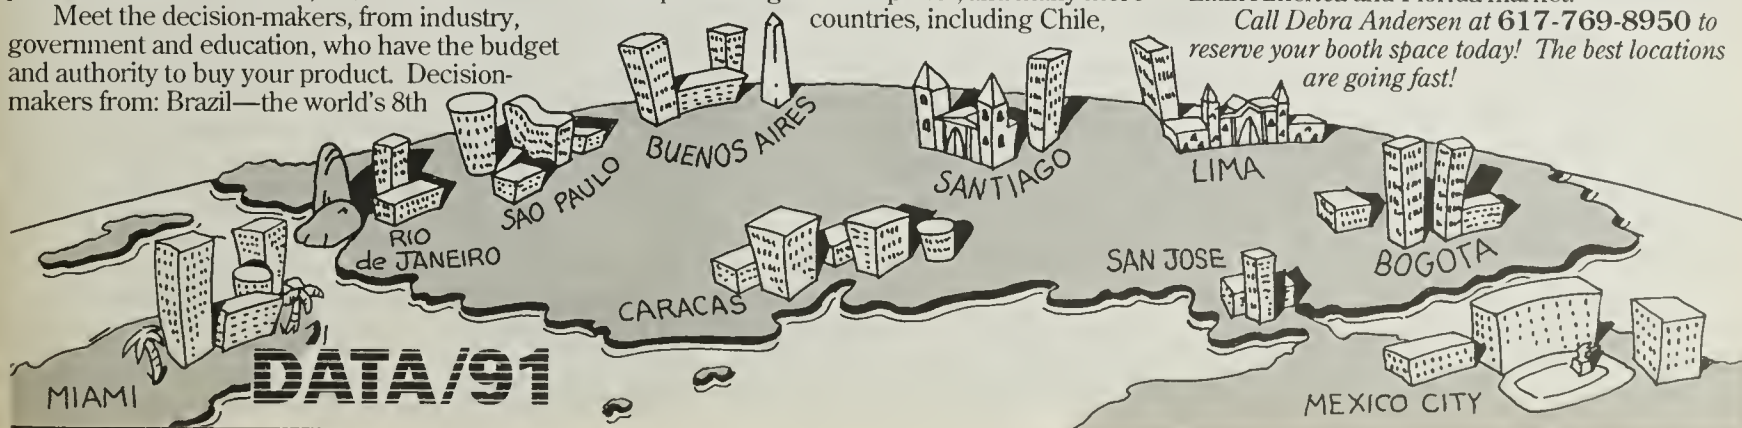 Meet the decision-makers, from industry,
government and education, who have the budget
and authority to buy your product. Decision-
makers from: Brazil—the world's 8th
countries, including Chile,
Call Debra Andersen at 617-769-8950 to
reserve your booth space today! The best locations
are going fast!
BUENOS AIRES
SANTIAGO
LIMA
SAO PAULO
RIO
de JANEIRO
CARACAS
SAN JOSE
BOGOTA
MIAMI
DATA/91
MEXICO CITY